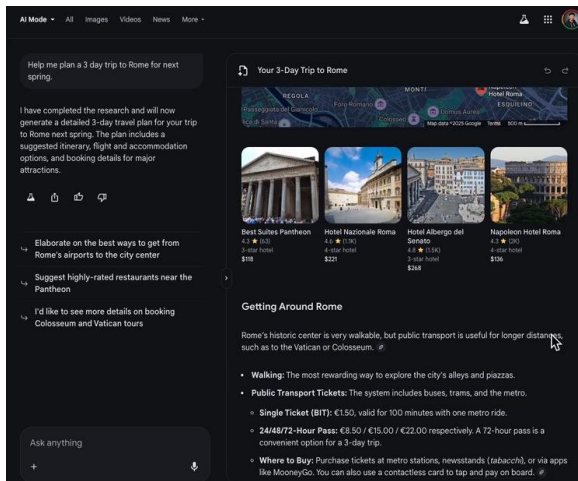 AI Mode
All
Images
Videos
News
More
Help me plan a 3 day trip to Rome for next
spring.
I have completed the research and will now
generate a detailed 3-day travel plan for your trip
to Rome next spring. The plan includes a
suggested itinerary, flight and accommodation
options, and booking details for major
attractions.
Elaborate on the best ways to get from
Rome's airports to the city center
Suggest highly-rated restaurants near the
Pantheon
I'd like to see more details on booking
Colosseum and Vatican tours
Ask anything
Your 3-Day Trip to Rome
REGOLA
MONTI
Hotel Roma
ESQUILINO
Passeggiata del Gianicolo
Foro Romano
Domus Aurea
Colosseo
Map data ©2025 Google
Terms
500 m
Best Suites Pantheon
4.3 ★ (63)
3-star hotel
$118
Hotel Nazionale Roma
4.6 ★ (1.1K)
4-star hotel
$221
Hotel Albergo del
Senato
4.8 ★ (1.5K)
3-star hotel
$268
Napoleon Hotel Roma
4.3 ★ (2K)
4-star hotel
$136
Getting Around Rome
Rome's historic center is very walkable, but public transport is useful for longer distances,
such as to the Vatican or Colosseum.
• Walking: The most rewarding way to explore the city's alleys and piazzas.
• Public Transport Tickets: The system includes buses, trams, and the metro.
Single Ticket (BIT): €1.50, valid for 100 minutes with one metro ride.
24/48/72-Hour Pass: €8.50 / €15.00 / €22.00 respectively. A 72-hour pass is a
convenient option for a 3-day trip.
Where to Buy: Purchase tickets at metro stations, newsstands (tabacchi), or via apps
like MooneyGo. You can also use a contactless card to tap and pay on board.